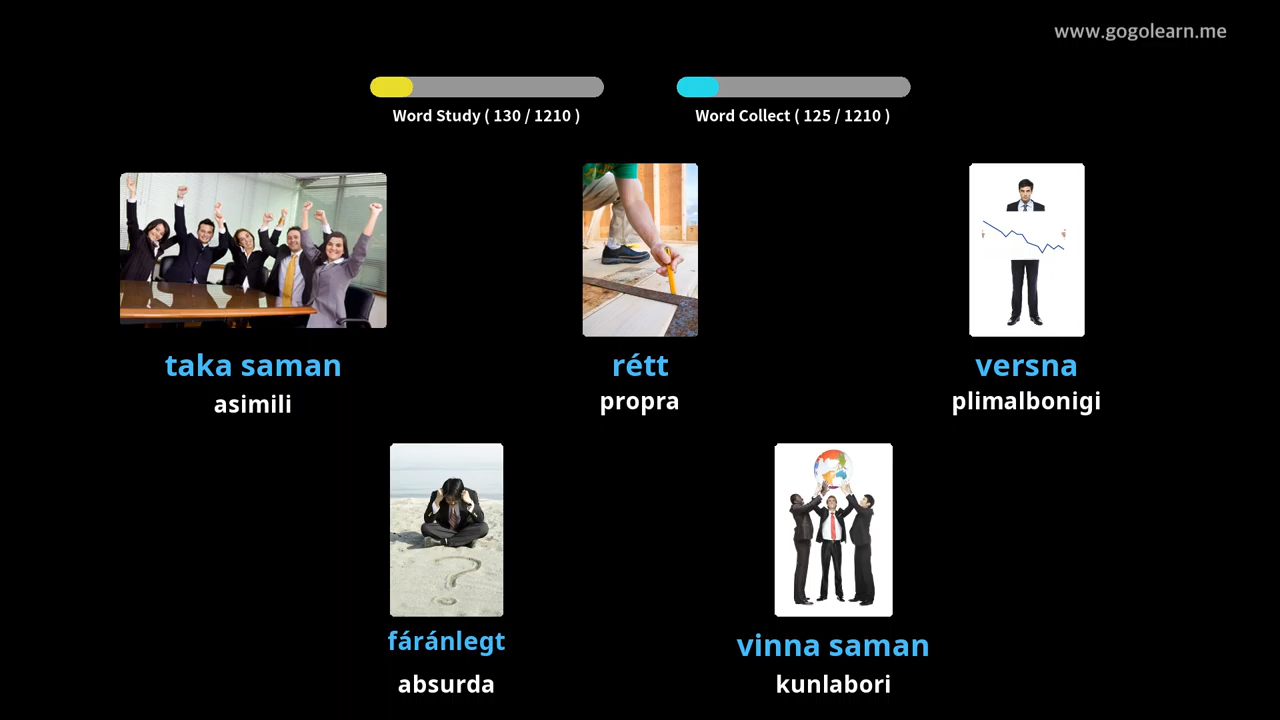 www.gogolearn.me
Word Study ( 130 / 1210 )
Word Collect ( 125 / 1210 )
taka saman
asimili
rétt
propra
versna
plimalbonigi
fáránlegt
absurda
vinna saman
kunlabori